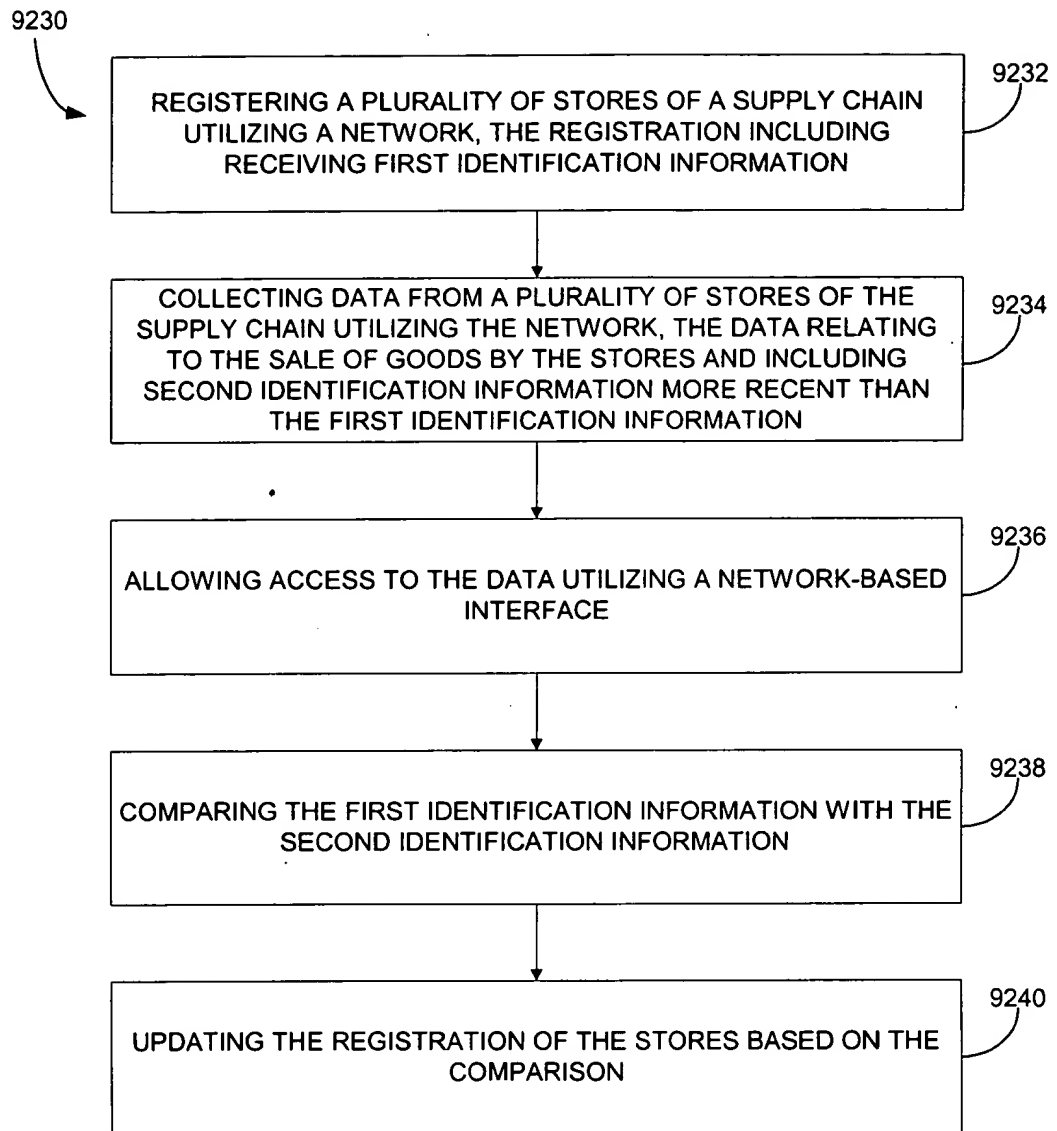 9230
9232
REGISTERING A PLURALITY OF STORES OF A SUPPLY CHAIN
UTILIZING A NETWORK, THE REGISTRATION INCLUDING
RECEIVING FIRST IDENTIFICATION INFORMATION
9234
COLLECTING DATA FROM A PLURALITY OF STORES OF THE
SUPPLY CHAIN UTILIZING THE NETWORK, THE DATA RELATING
TO THE SALE OF GOODS BY THE STORES AND INCLUDING
SECOND IDENTIFICATION INFORMATION MORE RECENT THAN
THE FIRST IDENTIFICATION INFORMATION
9236
ALLOWING ACCESS TO THE DATA UTILIZING A NETWORK-BASED
INTERFACE
9238
COMPARING THE FIRST IDENTIFICATION INFORMATION WITH THE
SECOND IDENTIFICATION INFORMATION
9240
UPDATING THE REGISTRATION OF THE STORES BASED ON THE
COMPARISON